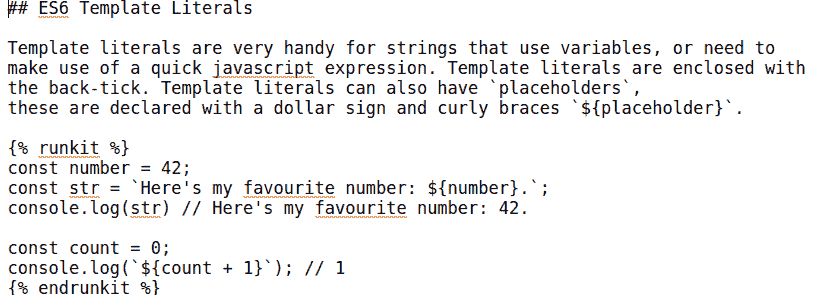 ## ES6 Template Literals
Template literals are very handy for strings that use variables, or need to
make use of a quick javascript expression. Template literals are enclosed with
the back-tick. Template literals can also have `placeholders`,
these are declared with a dollar sign and curly braces `${placeholder}`.
{% runkit %}
const number = 42;
const str = `Here's my favourite number: ${number}.`;
console.log(str) // Here's my favourite number: 42.
const count = 0;
console.log(`${count + 1}`); // 1
{% endrunkit %}